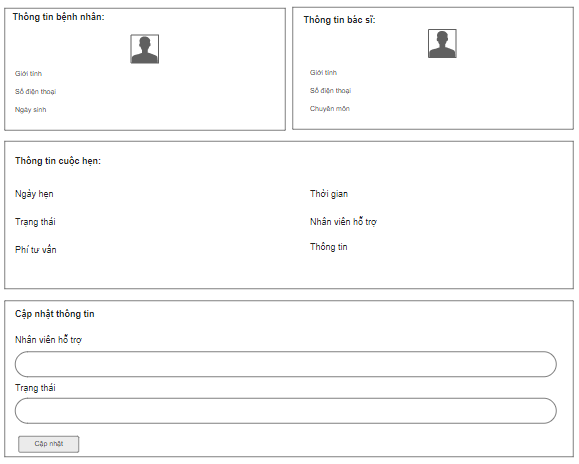 Thông tin bệnh nhân:
Giới tính
Số điện thoại
Ngày sinh
Thông tin bác sĩ:
Giới tính
Số điện thoại
Chuyên môn
Thông tin cuộc hẹn:
Ngày hẹn
Thời gian
Trạng thái
Nhân viên hỗ trợ
Phí tư vấn
Thông tin
Cập nhật thông tin
Nhân viên hỗ trợ
Trạng thái
Cập nhật